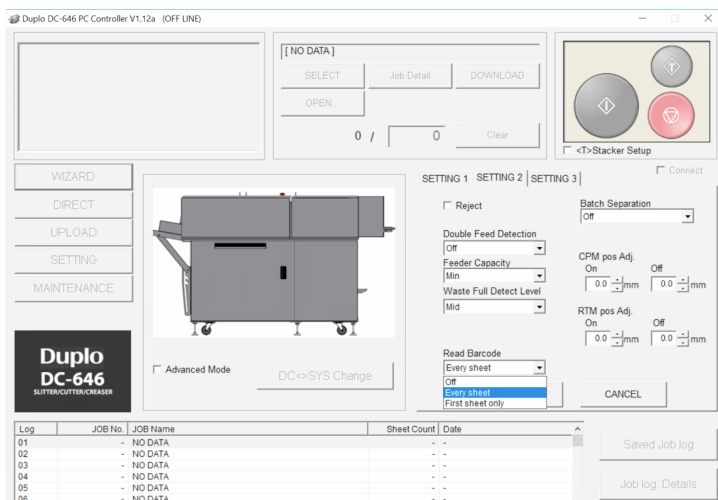 Duplo DC-646 PC Controller V1.12a (OFF LINE)
[ NO DATA ]
SELECT Job Detail DOWNLOAD
OPEN...
0 / 0 Clear
<T>Stacker Setup
WIZARD
DIRECT
UPLOAD
SETTING
MAINTENANCE
Duplo
DC-646
SLITTER/CUTTER/CREASER
Advanced Mode
DC<>SYS Change
SETTING 1 SETTING 2 SETTING 3
Connect
Reject
Batch Separation
Off
Double Feed Detection
Off
Feeder Capacity
Min
Waste Full Detect Level
Mid
CPM pos Adj.
On Off
0.0 mm 0.0 mm
RTM pos Adj.
On Off
0.0 mm 0.0 mm
Read Barcode
Every sheet
Off
Every sheet
First sheet only
CANCEL
Log JOB No. JOB Name Sheet Count Date
01 - NO DATA - -
02 - NO DATA - -
03 - NO DATA - -
04 - NO DATA - -
05 - NO DATA - -
06 - NO DATA - -
Saved Job log
Job log. Details